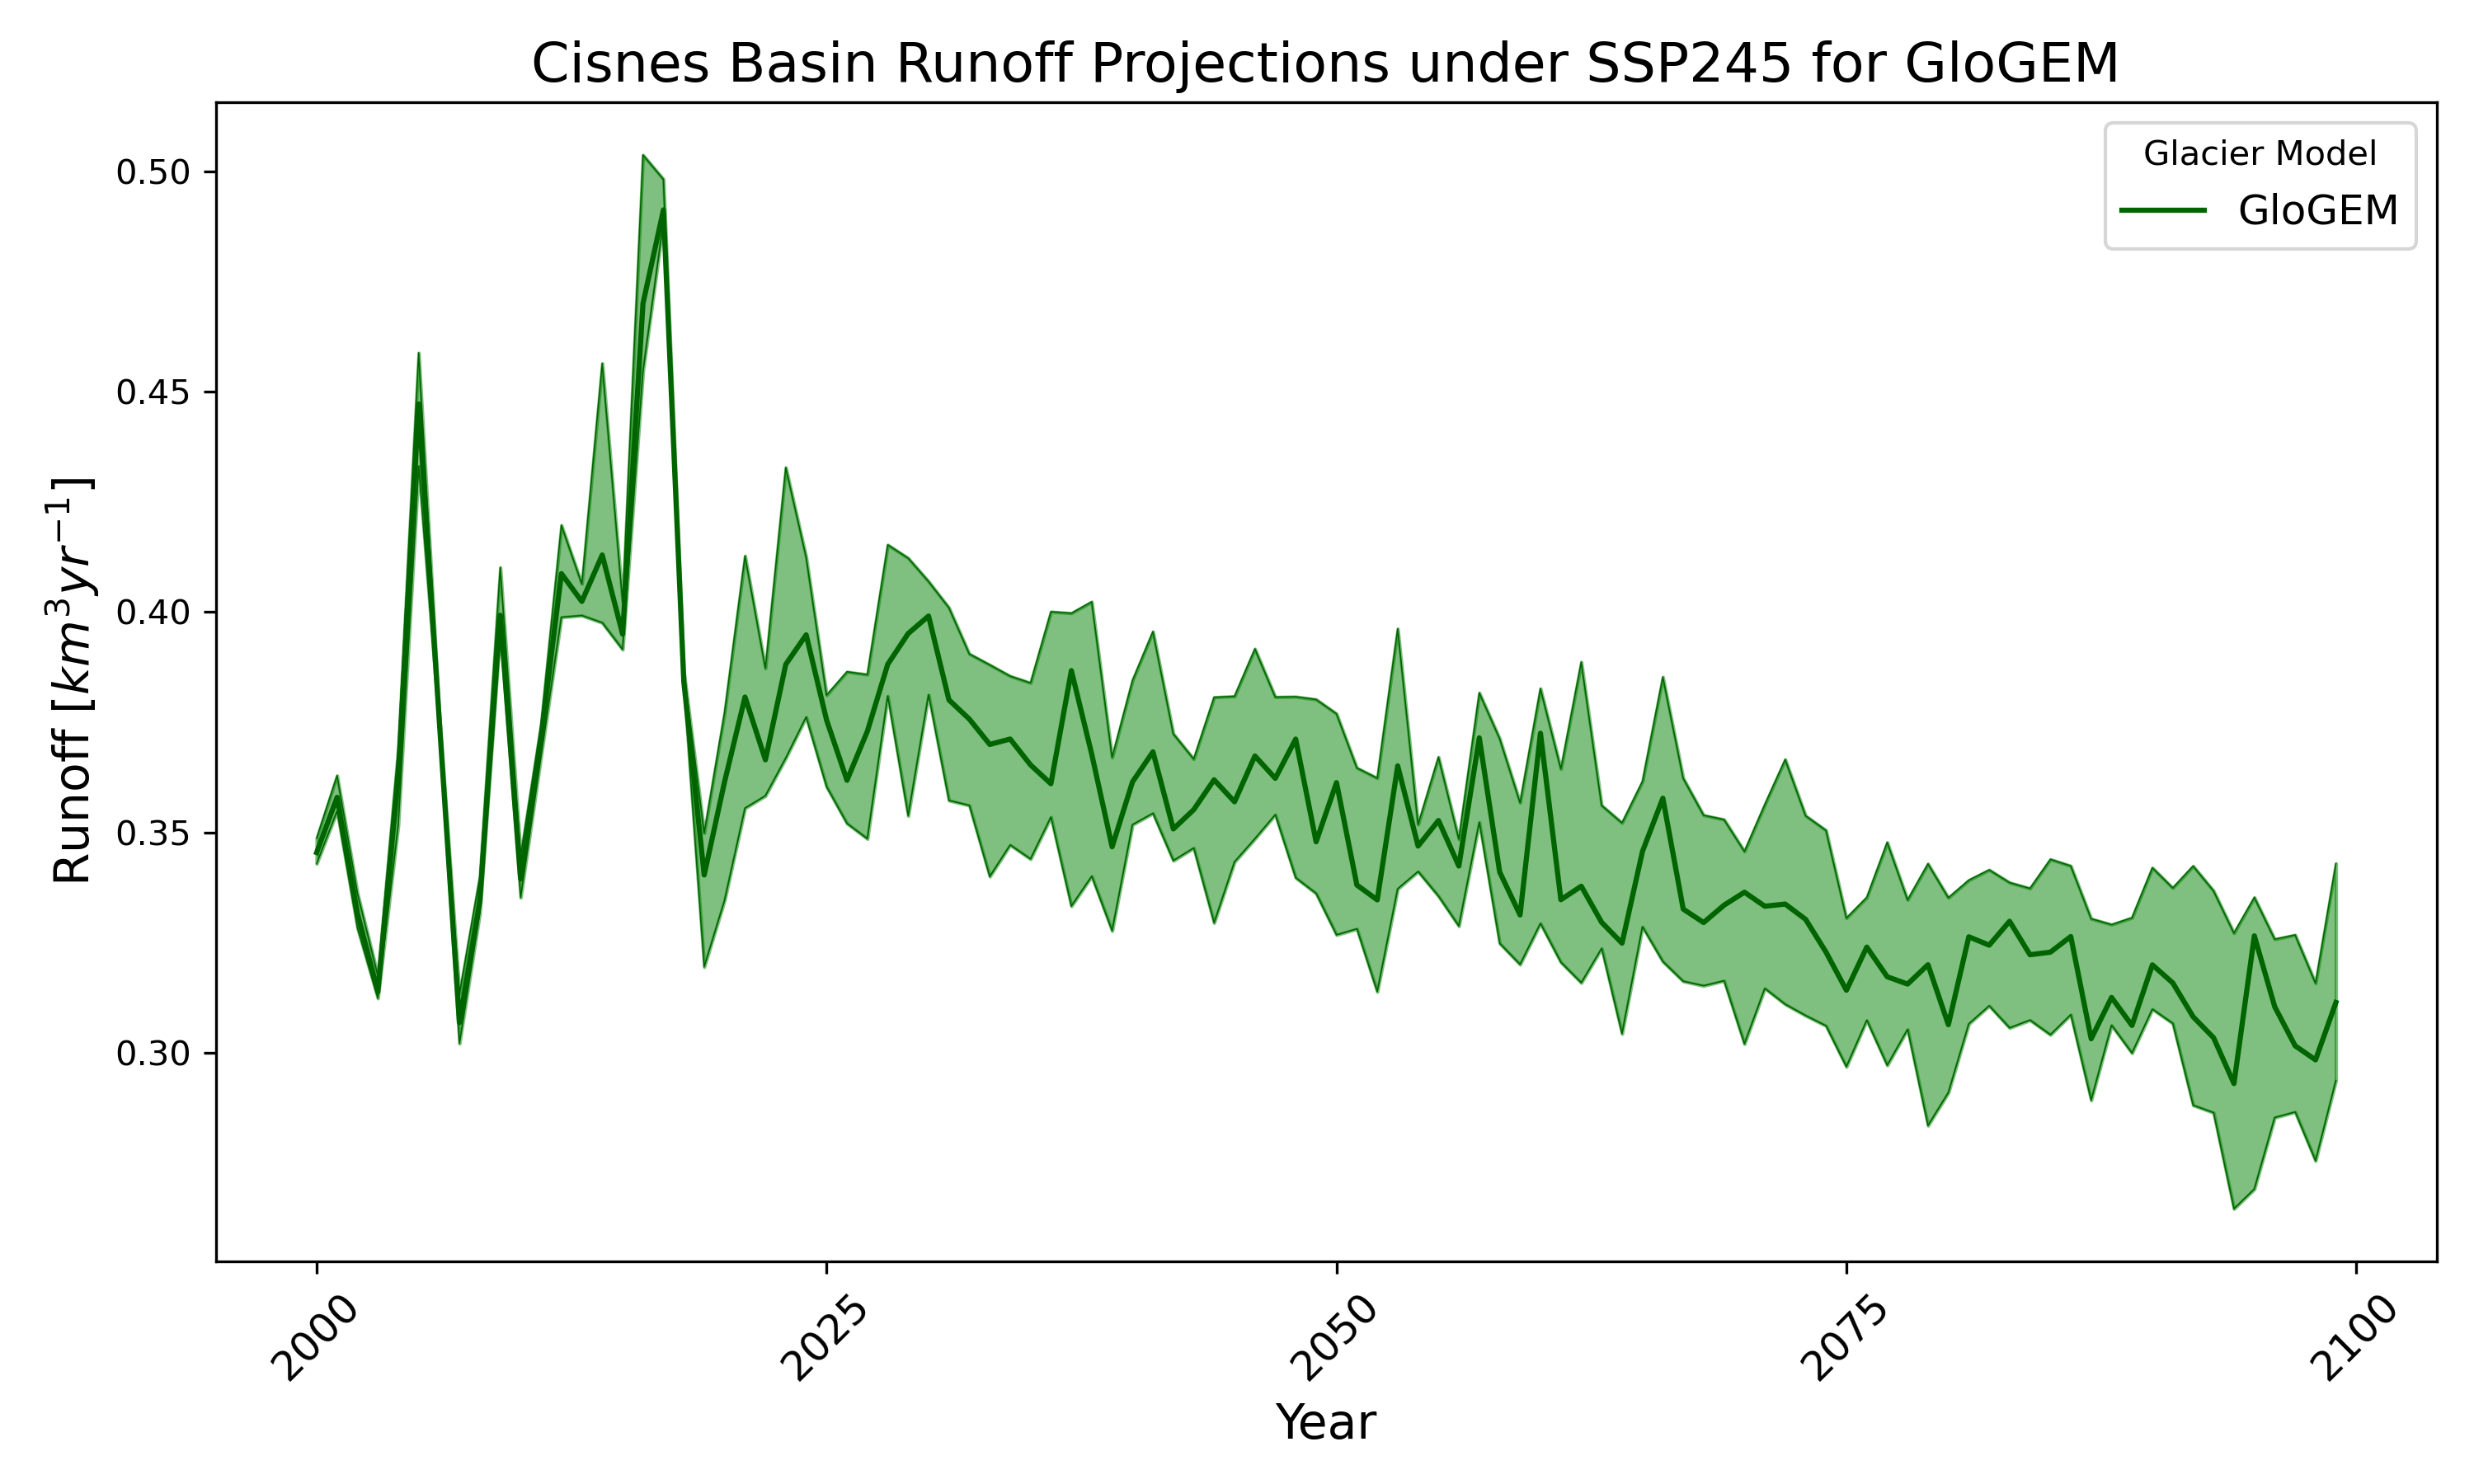 Cisnes Basin Runoff Projections under SSP245 for GloGEM
Glacier Model
GloGEM
Runoff [km³yr⁻¹]
0.50
0.45
0.40
0.35
0.30
2000
2025
2050
2075
2100
Year